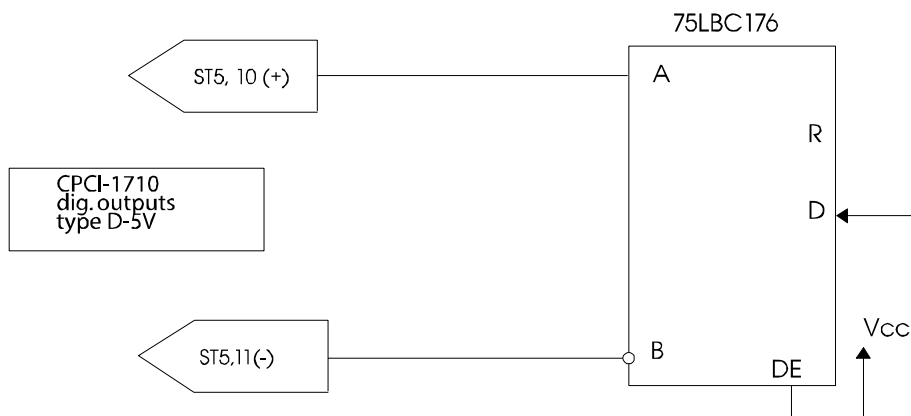 75LBC176
ST5, 10 (+)
A
R
CPCI-1710
dig. outputs
type D-5V
D
Vcc
ST5,11(-)
B
DE